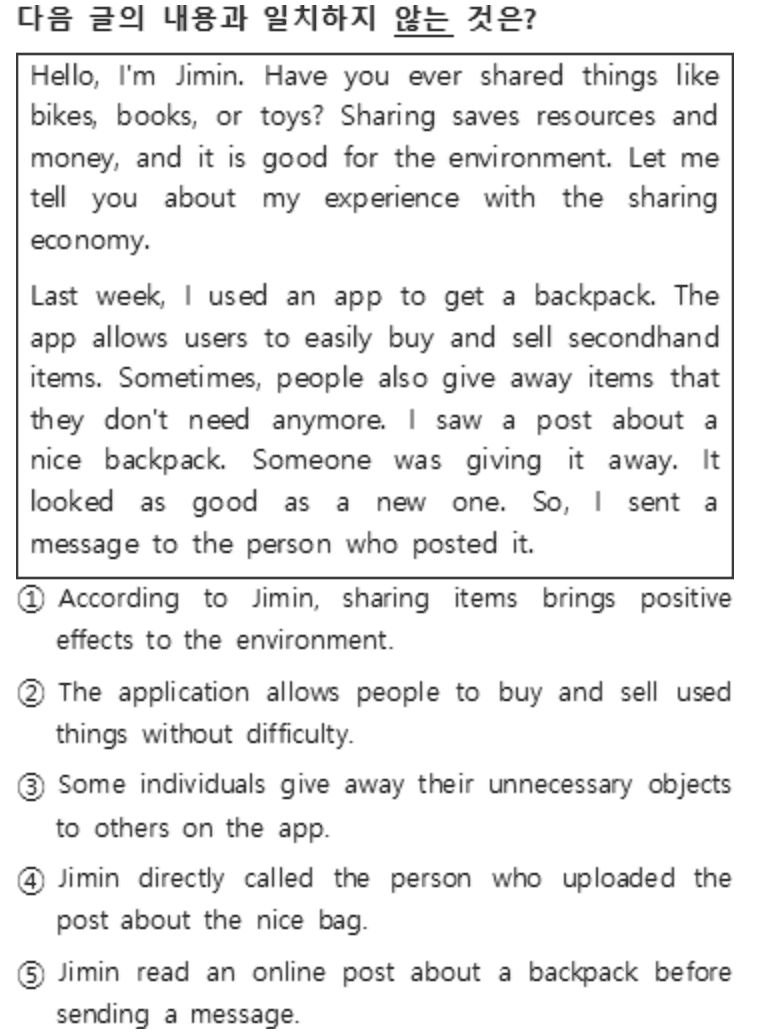 다음 글의 내용과 일치하지 않는 것은?
Hello, I'm Jimin. Have you ever shared things like
bikes, books, or toys? Sharing saves resources and
money, and it is good for the environment. Let me
tell you about my experience with the sharing
economy.
Last week, I used an app to get a backpack. The
app allows users to easily buy and sell secondhand
items. Sometimes, people also give away items that
they don't need anymore. I saw a post about a
nice backpack. Someone was giving it away. It
looked as good as a new one. So, I sent a
message to the person who posted it.
① According to Jimin, sharing items brings positive
effects to the environment.
② The application allows people to buy and sell used
things without difficulty.
③ Some individuals give away their unnecessary objects
to others on the app.
④ Jimin directly called the person who uploaded the
post about the nice bag.
⑤ Jimin read an online post about a backpack before
sending a message.